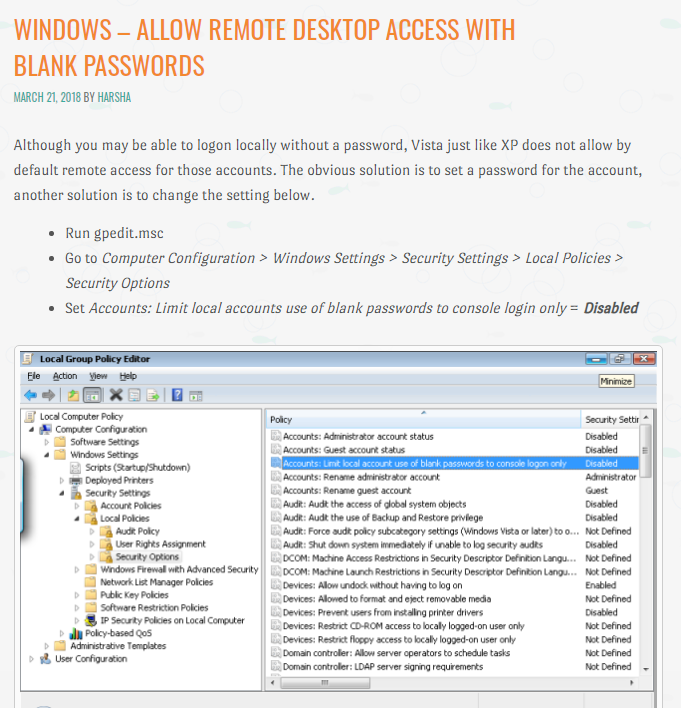 WINDOWS – ALLOW REMOTE DESKTOP ACCESS WITH
BLANK PASSWORDS
MARCH 21, 2018 BY HARSHA
Although you may be able to logon locally without a password, Vista just like XP does not allow by
default remote access for those accounts. The obvious solution is to set a password for the account,
another solution is to change the setting below.
• Run gpedit.msc
• Go to Computer Configuration > Windows Settings > Security Settings > Local Policies >
Security Options
• Set Accounts: Limit local accounts use of blank passwords to console login only = Disabled
Local Group Policy Editor
File Action View Help
Minimize
Local Computer Policy
Computer Configuration
Software Settings
Windows Settings
Scripts (Startup/Shutdown)
Deployed Printers
Security Settings
Account Policies
Local Policies
Audit Policy
User Rights Assignment
Security Options
Windows Firewall with Advanced Security
Network List Manager Policies
Public Key Policies
Software Restriction Policies
IP Security Policies on Local Computer
Policy-based QoS
Administrative Templates
User Configuration
Policy Security Settir
Accounts: Administrator account status Disabled
Accounts: Guest account status Disabled
Accounts: Limit local account use of blank passwords to console logon only Disabled
Accounts: Rename administrator account Administrator
Accounts: Rename guest account Guest
Audit: Audit the access of global system objects Disabled
Audit: Audit the use of Backup and Restore privilege Disabled
Audit: Force audit policy subcategory settings (Windows Vista or later) to o... Not Defined
Audit: Shut down system immediately if unable to log security audits Disabled
DCOM: Machine Access Restrictions in Security Descriptor Definition Langu... Not Defined
DCOM: Machine Launch Restrictions in Security Descriptor Definition Langu... Not Defined
Devices: Allow undock without having to log on Enabled
Devices: Allowed to format and eject removable media Not Defined
Devices: Prevent users from installing printer drivers Disabled
Devices: Restrict CD-ROM access to locally logged-on user only Not Defined
Devices: Restrict floppy access to locally logged-on user only Not Defined
Domain controller: Allow server operators to schedule tasks Not Defined
Domain controller: LDAP server signing requirements Not Defined